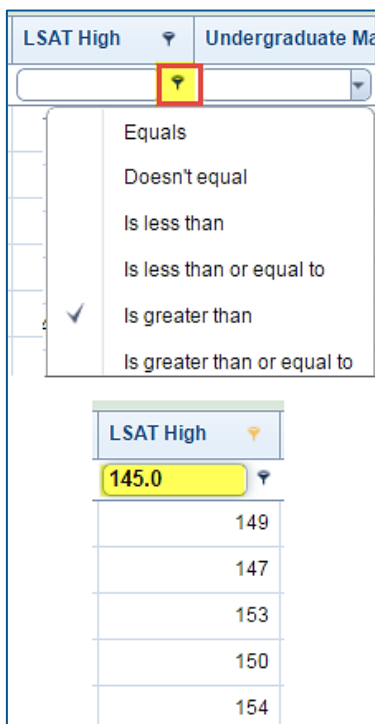 LSAT High Undergraduate Ma
Equals
Doesn't equal
Is less than
Is less than or equal to
Is greater than
Is greater than or equal to
LSAT High
145.0
149
147
153
150
154